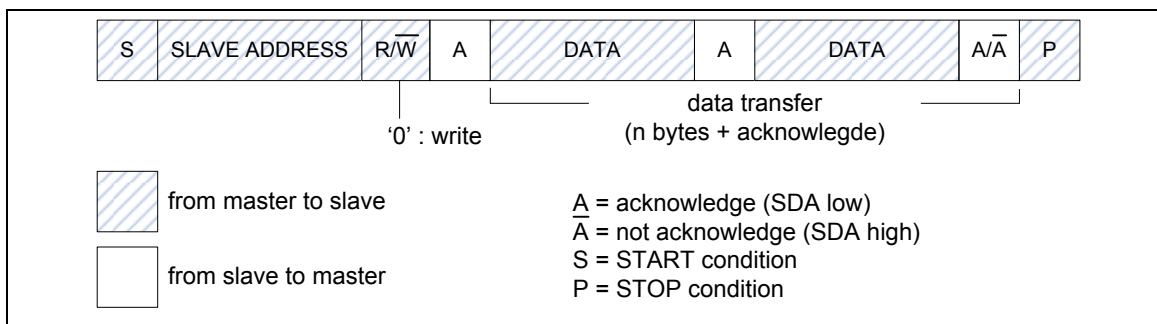 S SLAVE ADDRESS R/W̅ A DATA A DATA A/A̅ P
data transfer
(n bytes + acknowlegde)
‘0’ : write
from master to slave
from slave to master
A = acknowledge (SDA low)
A̅ = not acknowledge (SDA high)
S = START condition
P = STOP condition